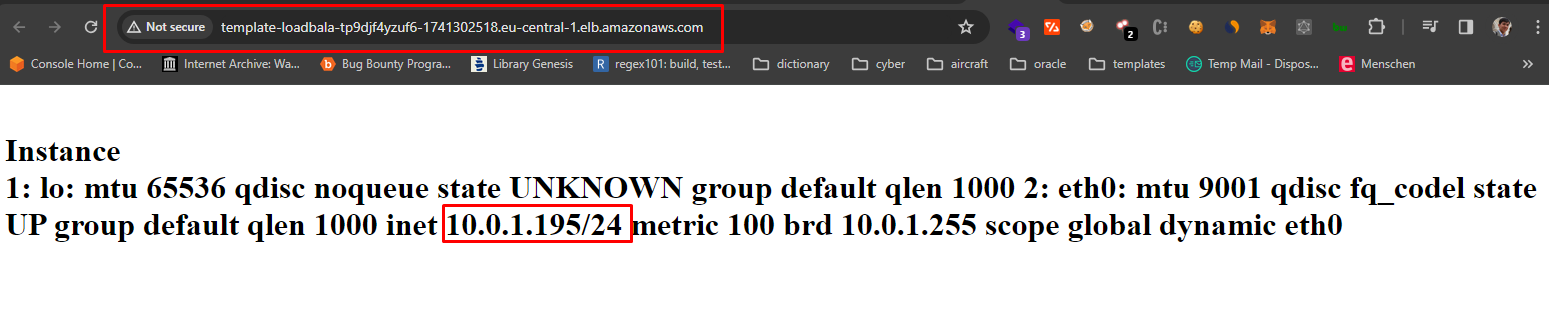 Not secure template-loadbala-tp9djf4yzuf6-1741302518.eu-central-1.elb.amazonaws.com 3 2
Console Home | Co... Internet Archive: Wa... Bug Bounty Progra... Library Genesis R regex101: build, test... dictionary cyber aircraft oracle templates Temp Mail - Dispos... e Menschen »
Instance
1: lo: mtu 65536 qdisc noqueue state UNKNOWN group default qlen 1000 2: eth0: mtu 9001 qdisc fq_codel state
UP group default qlen 1000 inet 10.0.1.195/24 metric 100 brd 10.0.1.255 scope global dynamic eth0